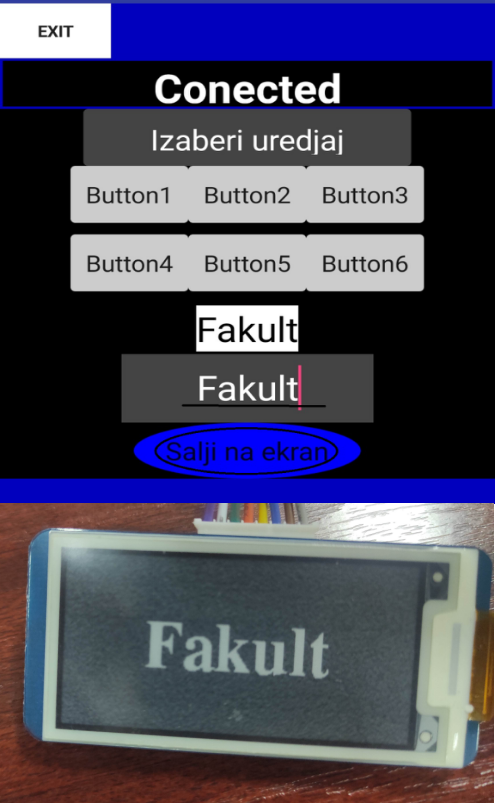 EXIT
Conected
Izaberi uredjaj
Button1 Button2 Button3
Button4 Button5 Button6
Fakult
Fakult
Salji na ekran
Fakult